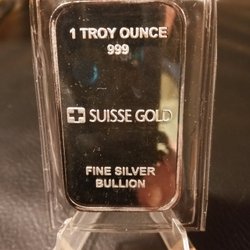 1 TROY OUNCE
999
SUISSE GOLD
FINE SILVER
BULLION